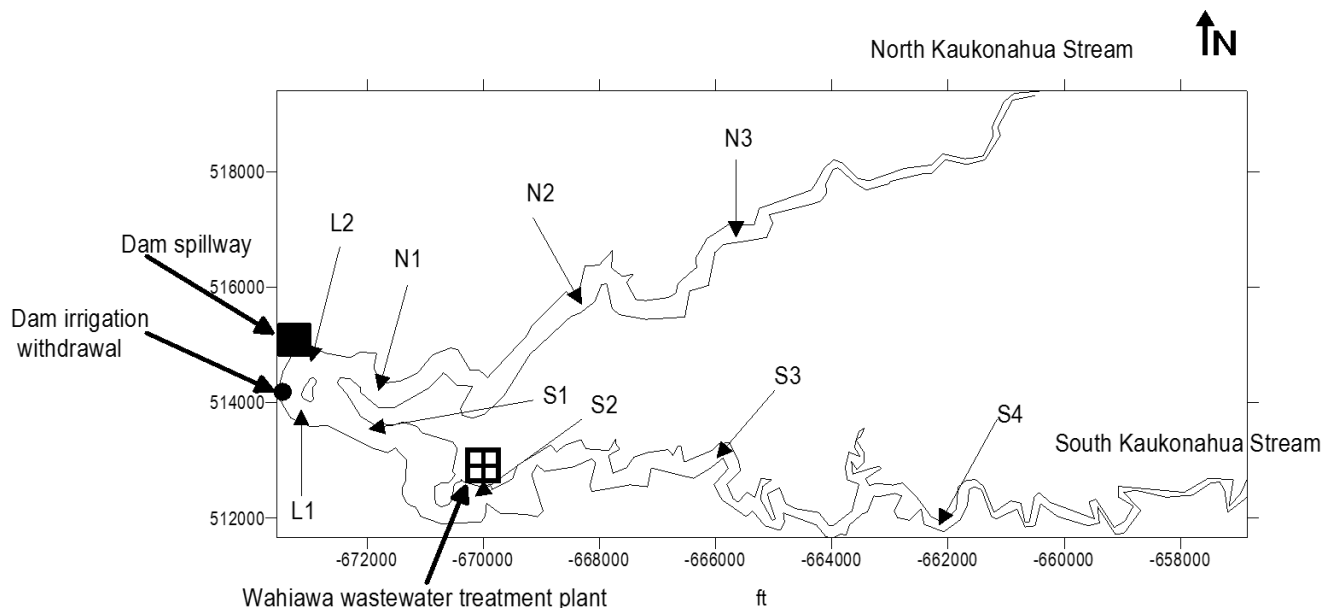 N
North Kaukonahua Stream
N3
518000
N2
L2
Dam spillway
N1
516000
Dam irrigation
withdrawal
S3
S1
S2
514000
S4
South Kaukonahua Stream
L1
512000
-672000 -670000 -668000 -666000 -664000 -662000 -660000 -658000
Wahiawa wastewater treatment plant ft